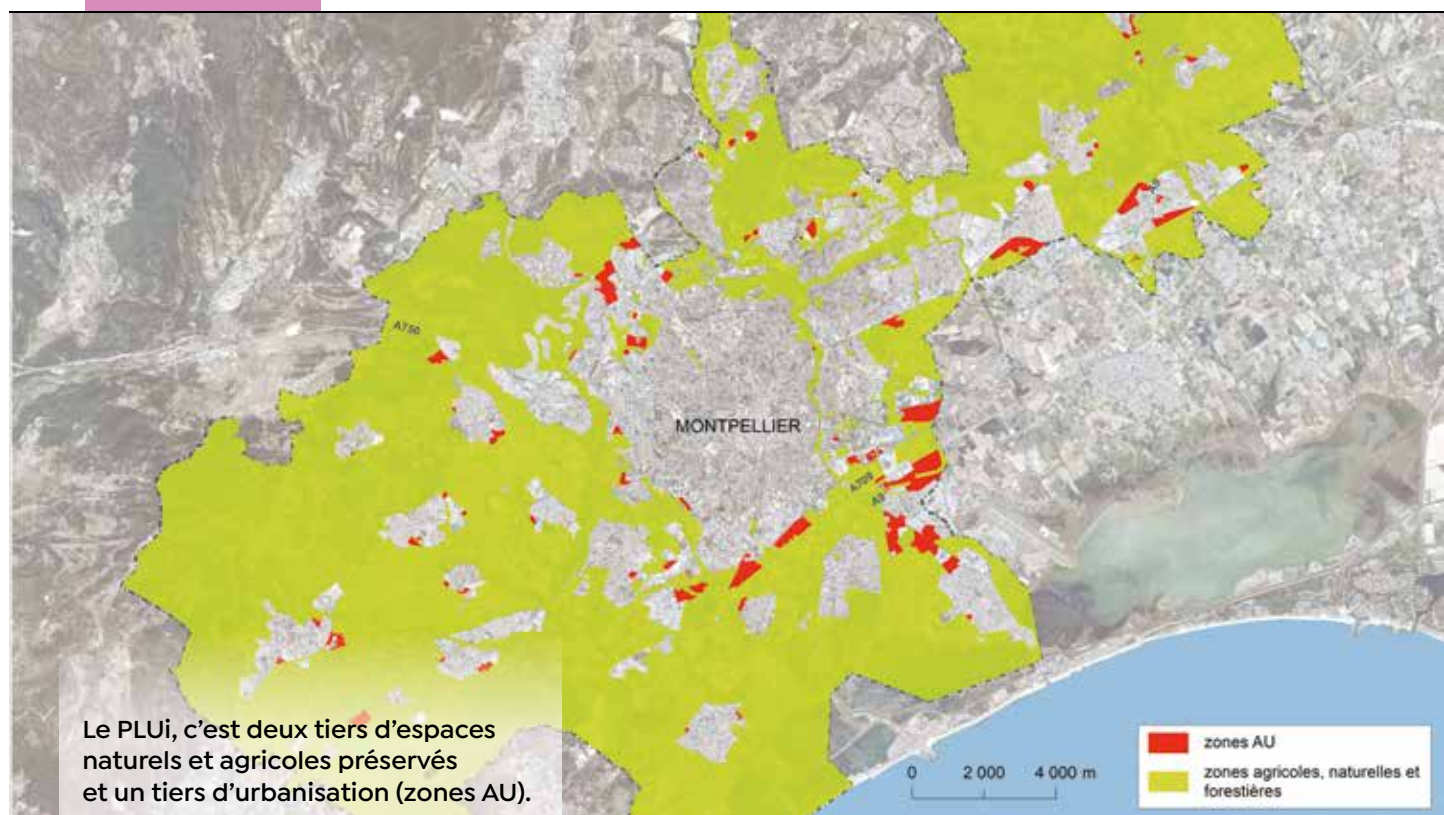 A750
MONTPELLIER
A709
A9
Le PLUi, c’est deux tiers d’espaces
naturels et agricoles préservés
et un tiers d’urbanisation (zones AU).
0 2 000 4 000 m
zones AU
zones agricoles, naturelles et
forestières